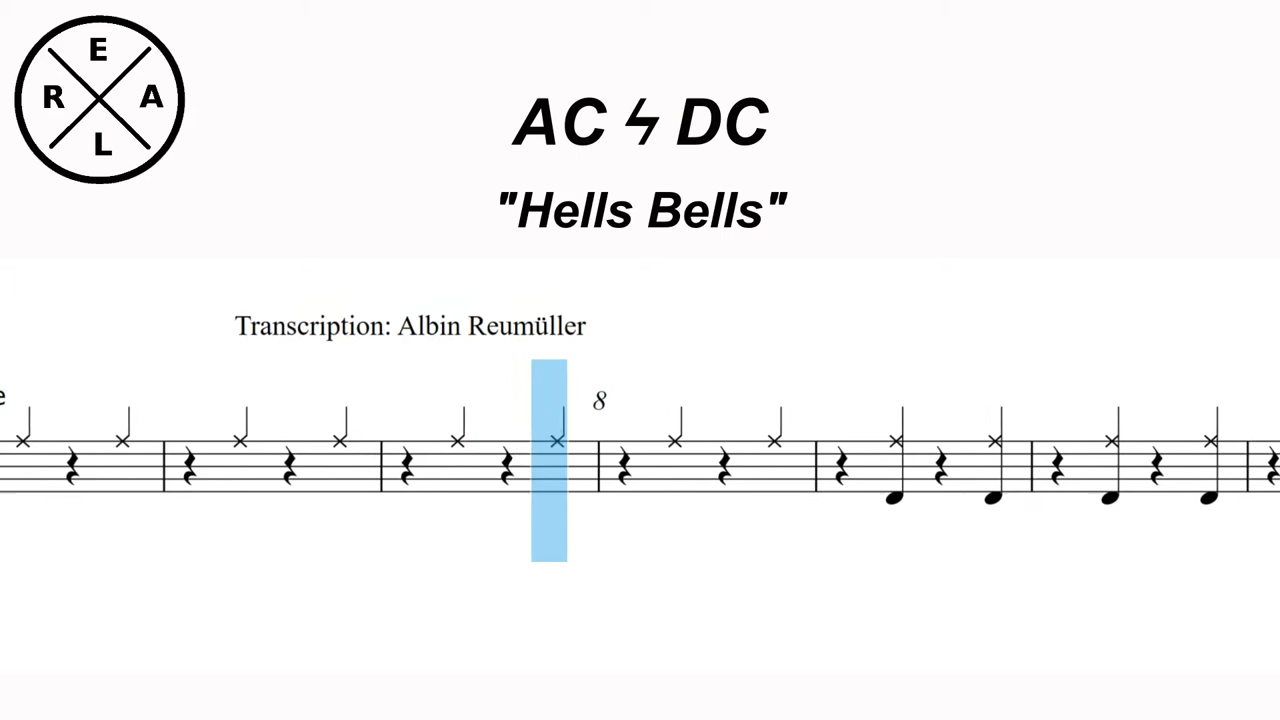 E
R A
L
AC ϟ DC
"Hells Bells"
Transcription: Albin Reumüller
e
8